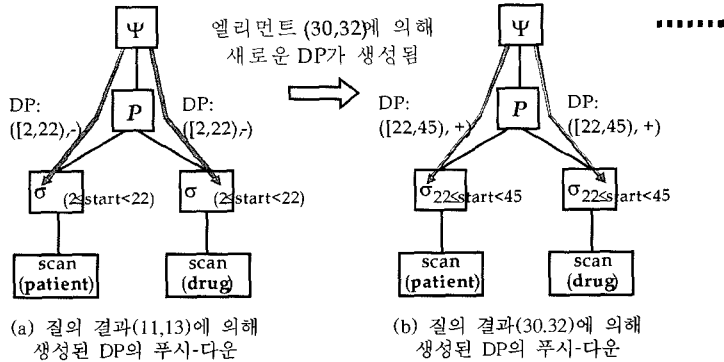 Ψ
엘리먼트 (30,32)에 의해
새로운 DP가 생성됨
Ψ
DP:
([2,22),-)
P
DP:
([2,22),-)
DP:
([22,45), +)
P
DP:
([22,45), +)
σ (2≤start<22)
σ (2≤start<22)
σ 22≤start<45
σ 22≤start<45
scan
(patient)
scan
(drug)
scan
(patient)
scan
(drug)
(a) 질의 결과(11,13)에 의해
생성된 DP의 푸시-다운
(b) 질의 결과(30.32)에 의해
생성된 DP의 푸시-다운